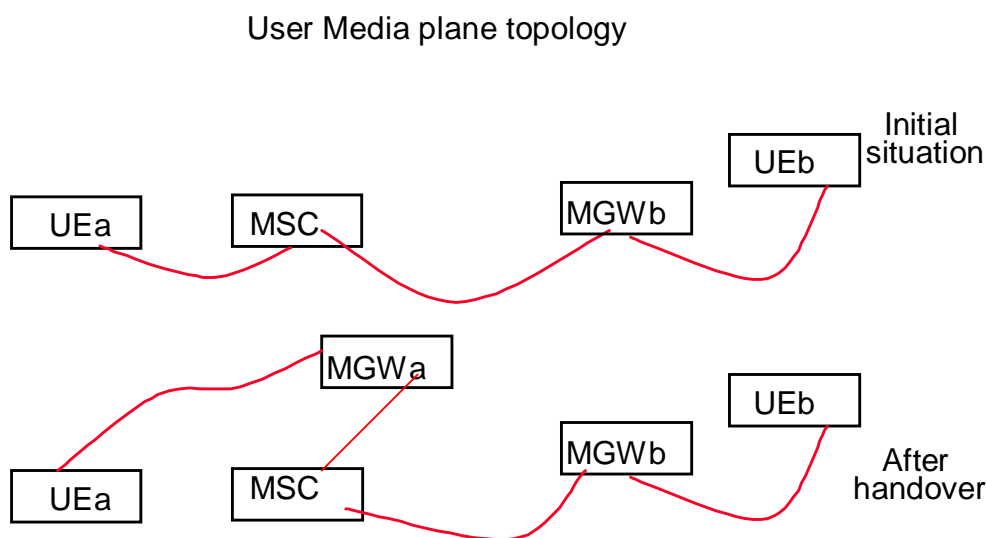 User Media plane topology
Initial
situation
UEb
MGWb
UEa
MSC
MGWa
UEb
MGWb
After
handover
UEa
MSC